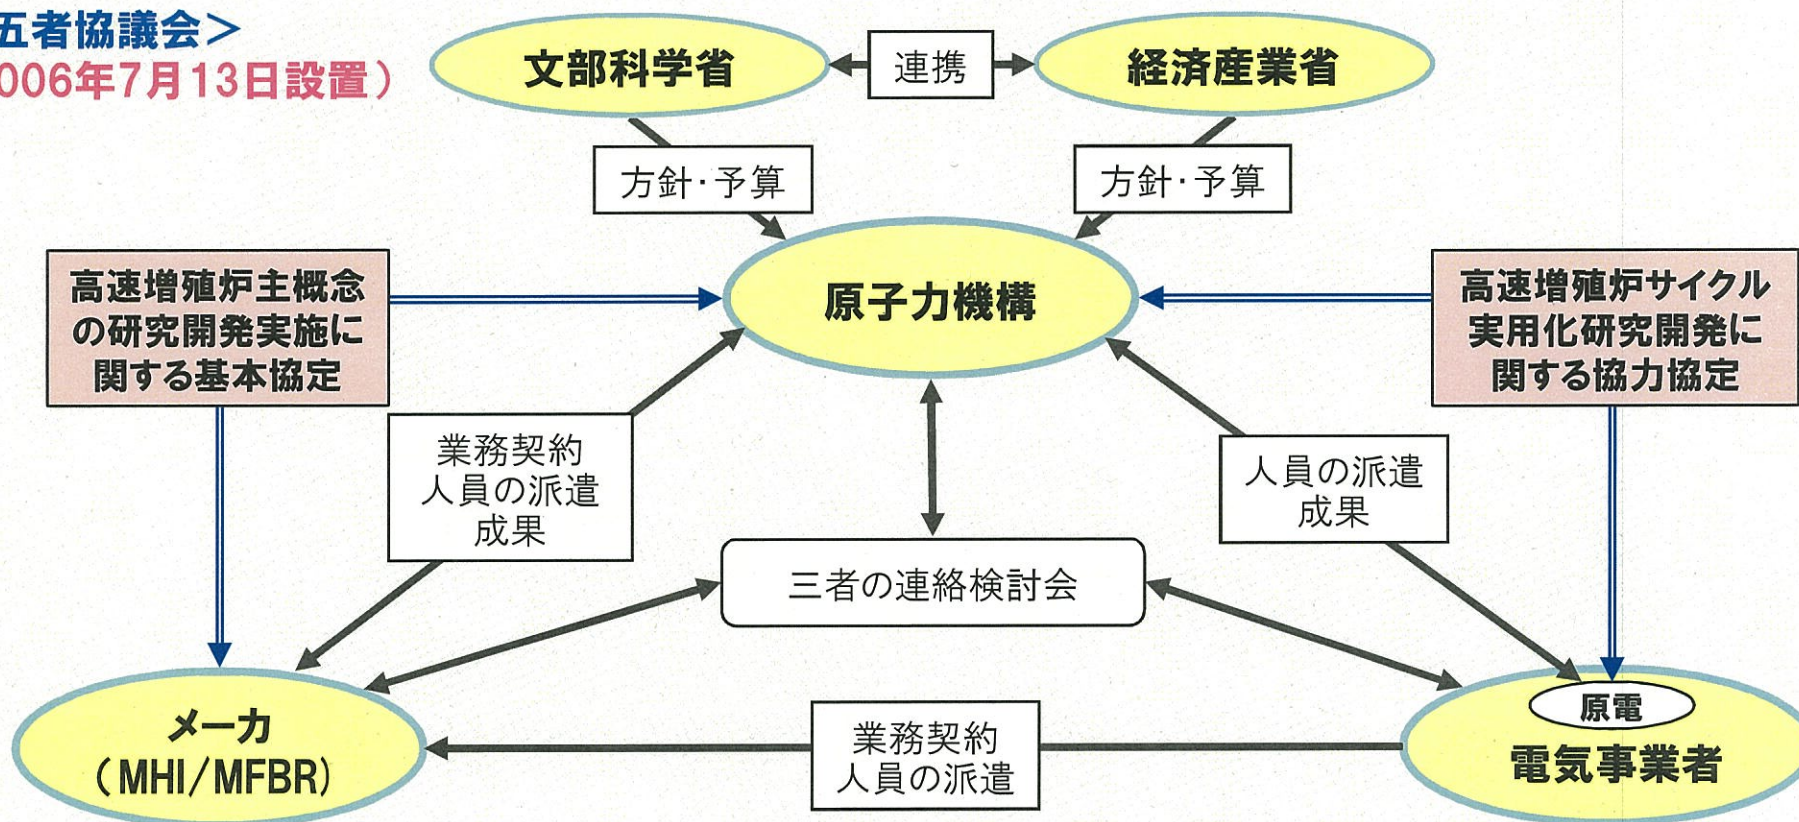 五者協議会＞
006年7月13日設置）
文部科学省
連携
経済産業省
方針・予算
方針・予算
高速増殖炉主概念
の研究開発実施に
関する基本協定
原子力機構
高速増殖炉サイクル
実用化研究開発に
関する協力協定
業務契約
人員の派遣
成果
人員の派遣
成果
三者の連絡検討会
メーカ
（MHI/MFBR）
業務契約
人員の派遣
原電
電気事業者